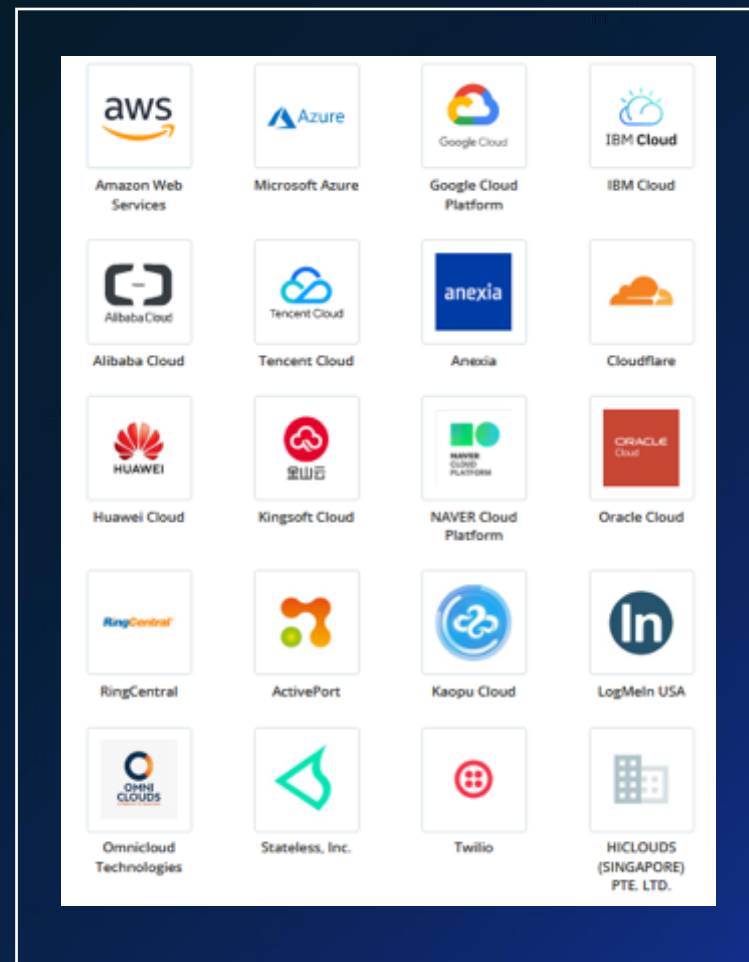 aws
Azure
Google Cloud
IBM Cloud
Amazon Web
Services
Microsoft Azure
Google Cloud
Platform
IBM Cloud
Alibaba Cloud
Tencent Cloud
anexia
Alibaba Cloud
Tencent Cloud
Anexia
Cloudflare
HUAWEI
金山云
NAVER
CLOUD
PLATFORM
ORACLE
Cloud
Huawei Cloud
Kingsoft Cloud
NAVER Cloud
Platform
Oracle Cloud
RingCentral
In
RingCentral
ActivePort
Kaopu Cloud
LogMeIn USA
OMNI
CLOUDS
Omnicloud
Technologies
Stateless, Inc.
Twilio
HICLOUDS
(SINGAPORE)
PTE. LTD.